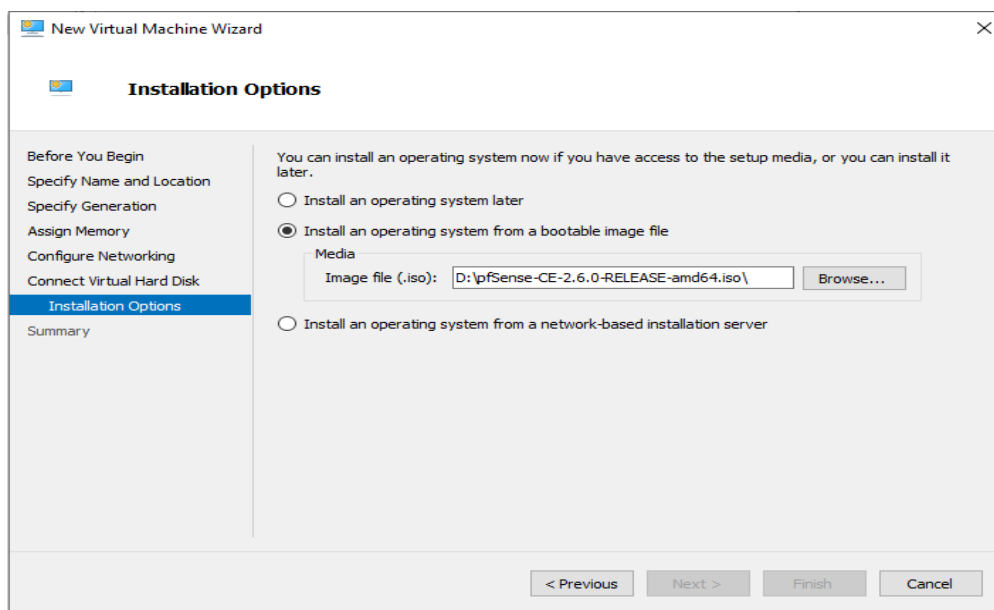 New Virtual Machine Wizard
Installation Options
Before You Begin
Specify Name and Location
Specify Generation
Assign Memory
Configure Networking
Connect Virtual Hard Disk
Installation Options
Summary
You can install an operating system now if you have access to the setup media, or you can install it
later.
Install an operating system later
Install an operating system from a bootable image file
Media
Image file (.iso): D:\pfSense-CE-2.6.0-RELEASE-amd64.iso\ Browse...
Install an operating system from a network-based installation server
< Previous Next > Finish Cancel